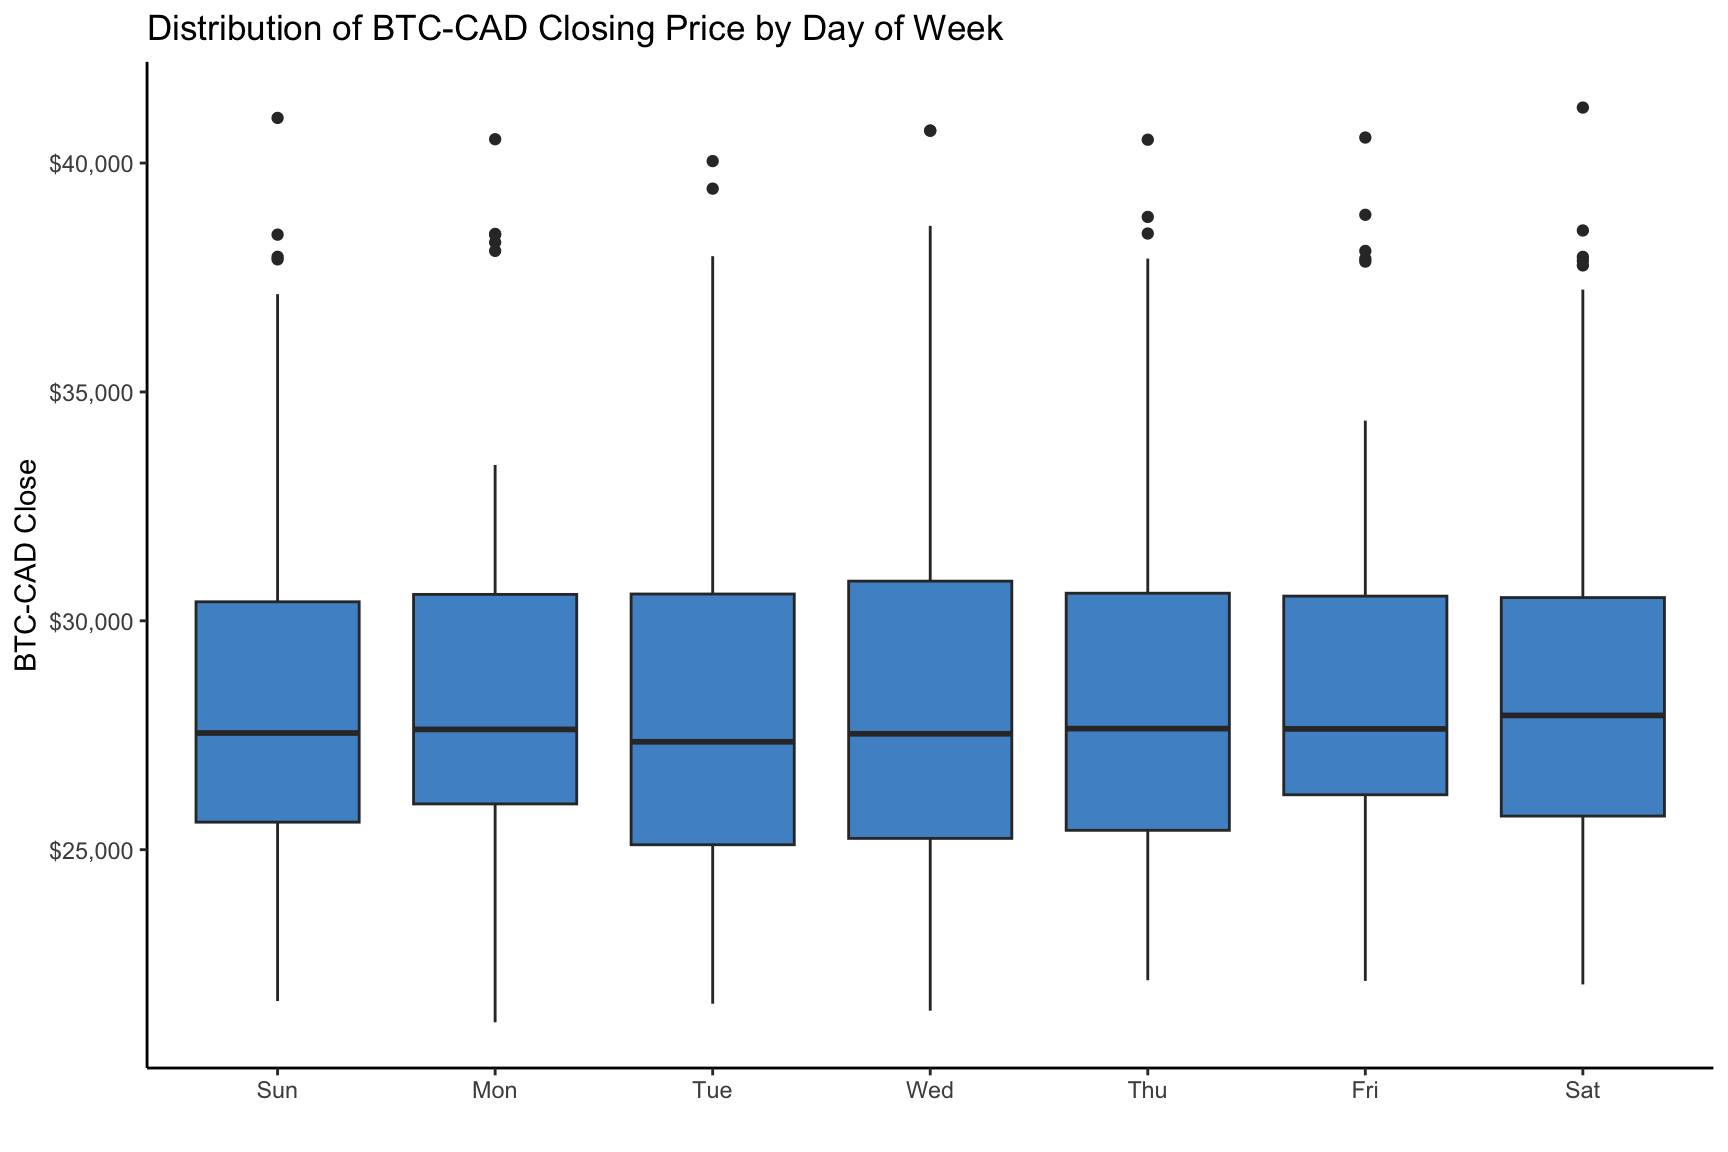 Distribution of BTC-CAD Closing Price by Day of Week
BTC-CAD Close
$40,000
$35,000
$30,000
$25,000
Sun Mon Tue Wed Thu Fri Sat